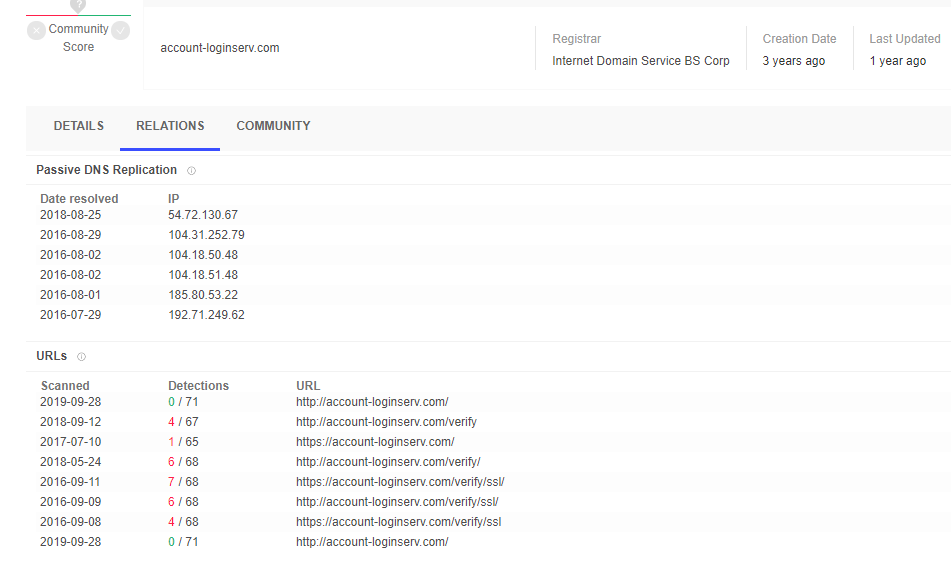 ?
Community
Score
account-loginserv.com
Registrar
Internet Domain Service BS Corp
Creation Date
3 years ago
Last Updated
1 year ago
DETAILS RELATIONS COMMUNITY
Passive DNS Replication
Date resolved IP
2018-08-25 54.72.130.67
2016-08-29 104.31.252.79
2016-08-02 104.18.50.48
2016-08-02 104.18.51.48
2016-08-01 185.80.53.22
2016-07-29 192.71.249.62
URLs
Scanned Detections URL
2019-09-28 0 / 71 http://account-loginserv.com/
2018-09-12 4 / 67 http://account-loginserv.com/verify
2017-07-10 1 / 65 https://account-loginserv.com/
2018-05-24 6 / 68 http://account-loginserv.com/verify/
2016-09-11 7 / 68 https://account-loginserv.com/verify/ssl/
2016-09-09 6 / 68 http://account-loginserv.com/verify/ssl/
2016-09-08 4 / 68 https://account-loginserv.com/verify/ssl
2019-09-28 0 / 71 http://account-loginserv.com/